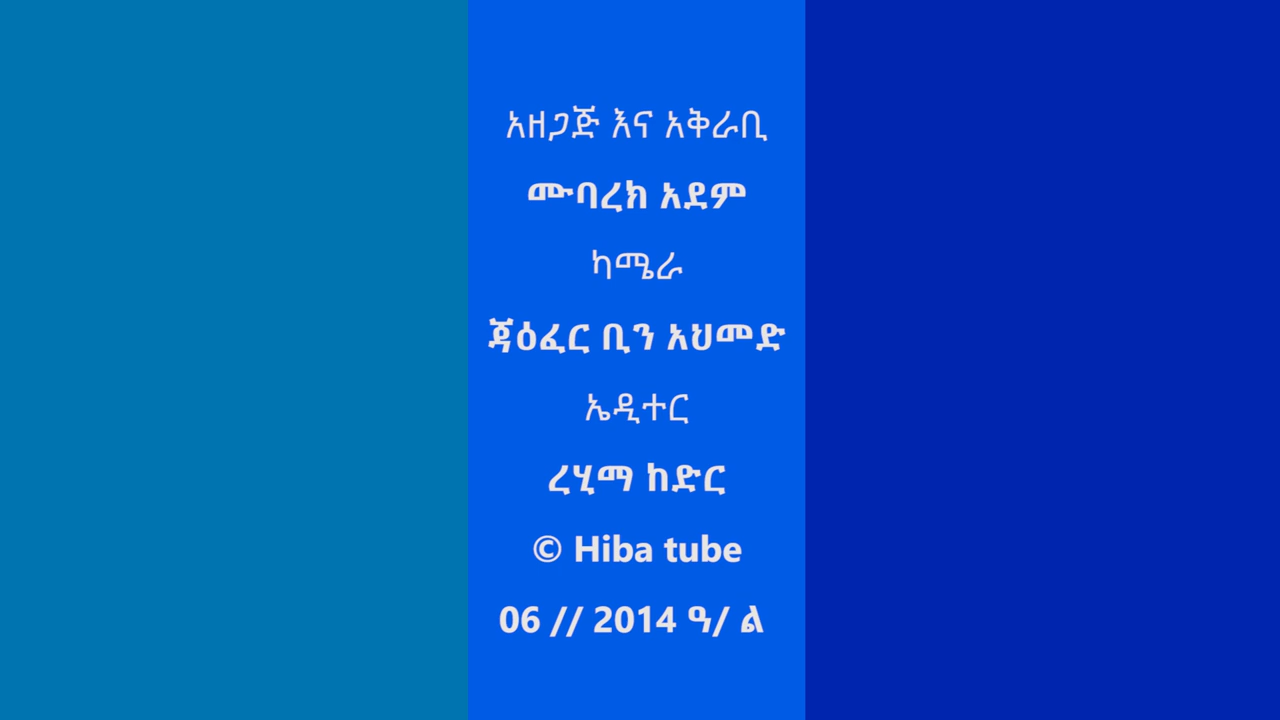 አዘጋጅ እና አቅራቢ
ሙባረክ አደም
ካሜራ
ጃዕፈር ቢን አህመድ
ኤዲተር
ረሂማ ከድር
© Hiba tube
06 // 2014 ዓ/ ል